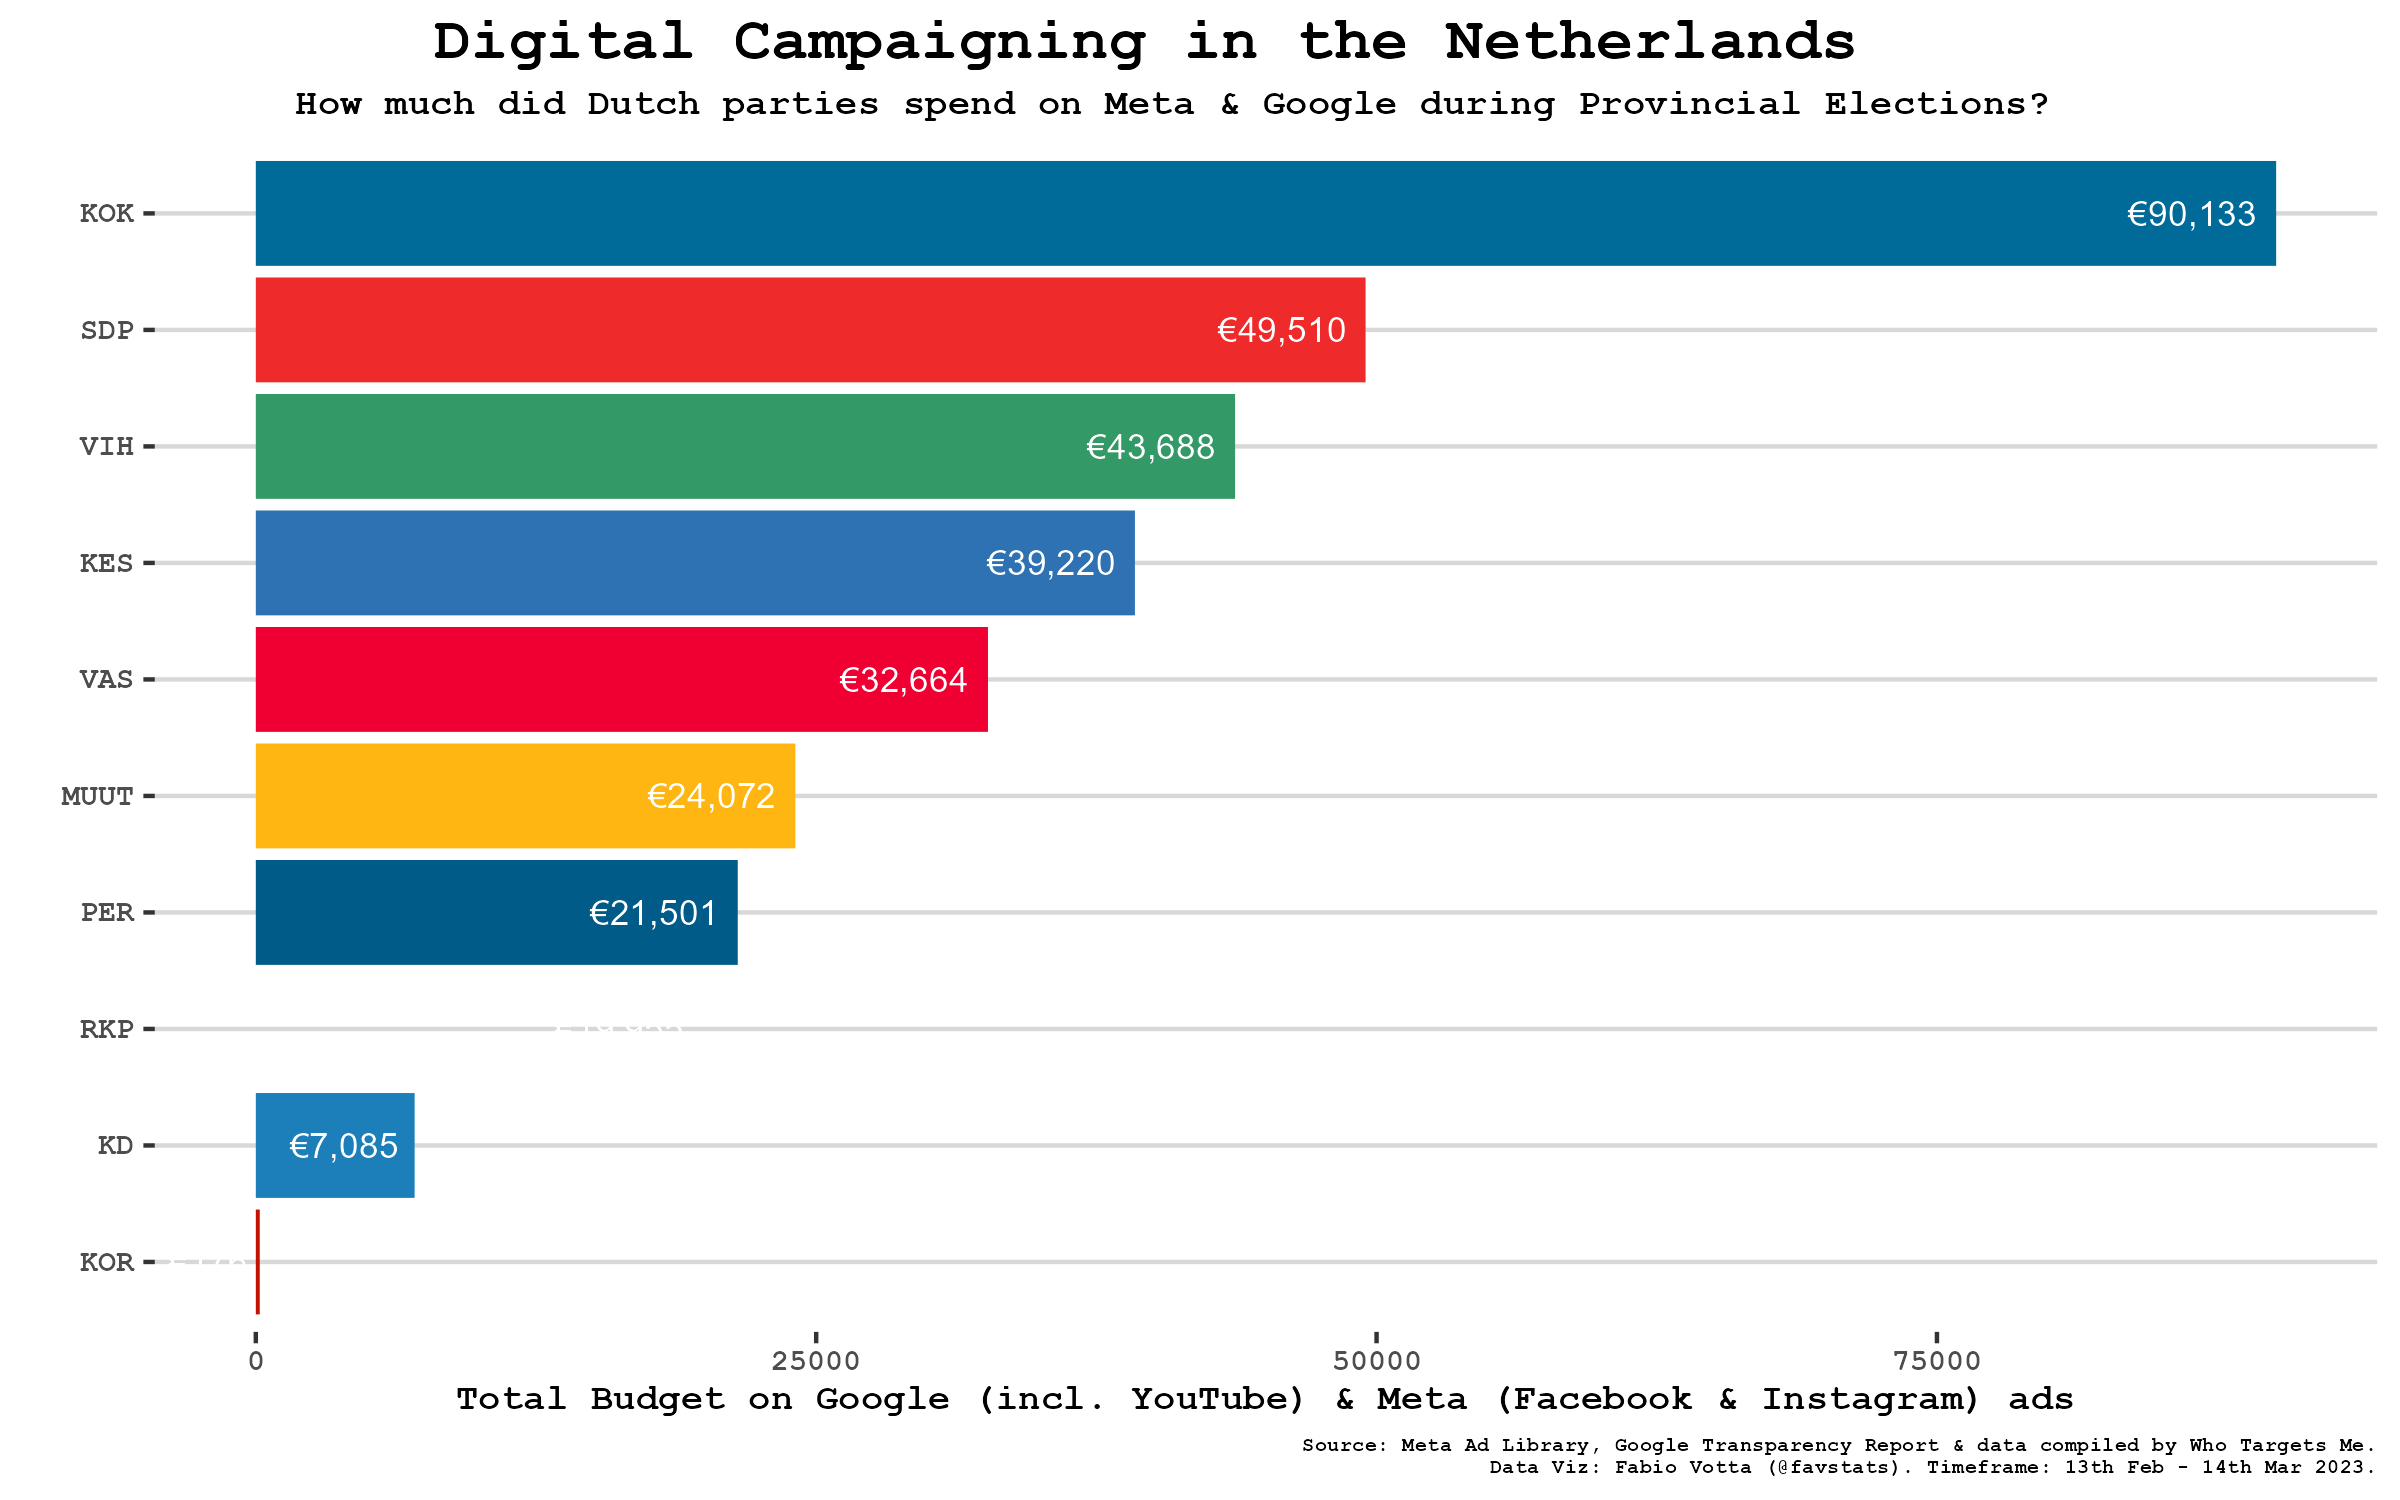 Digital Campaigning in the Netherlands
How much did Dutch parties spend on Meta & Google during Provincial Elections?
KOK €90,133
SDP €49,510
VIH €43,688
KES €39,220
VAS €32,664
MUUT €24,072
PER €21,501
RKP
KD €7,085
KOR
0 25000 50000 75000
Total Budget on Google (incl. YouTube) & Meta (Facebook & Instagram) ads
Source: Meta Ad Library, Google Transparency Report & data compiled by Who Targets Me.
Data Viz: Fabio Votta (@favstats). Timeframe: 13th Feb - 14th Mar 2023.